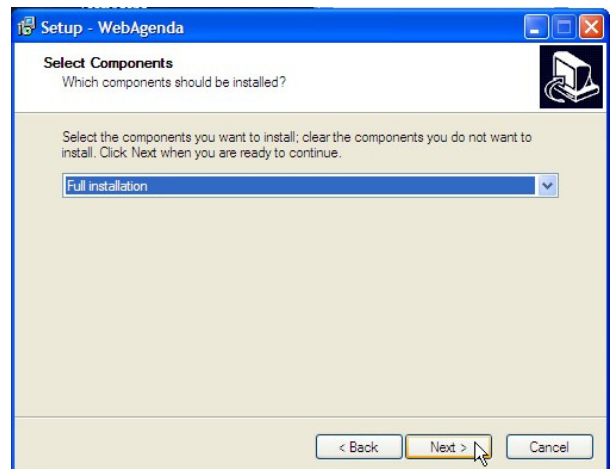 Setup - WebAgenda
Select Components
Which components should be installed?
Select the components you want to install; clear the components you do not want to
install. Click Next when you are ready to continue.
Full installation
< Back Next > Cancel